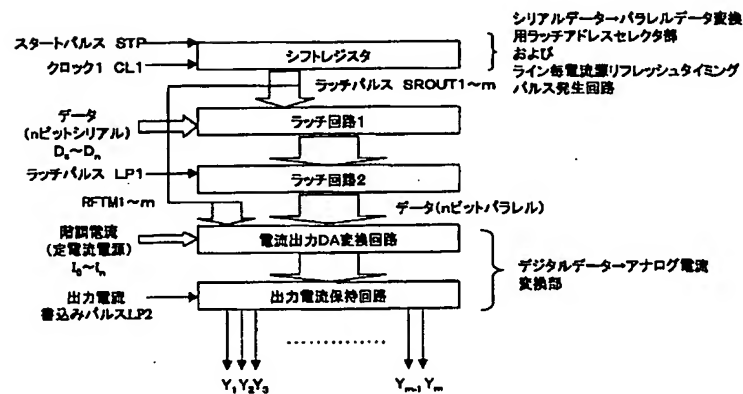 スタートパルス STP
クロック1 CL1
シフトレジスタ
シリアルデータ→パラレルデータ変換
用ラッチアドレスセレクタ部
および
ライン毎電流源リフレッシュタイミング
パルス発生回路
ラッチパルス SROUT1～m
データ
(nビットシリアル)
D₀～Dₙ
ラッチ回路1
ラッチパルス LP1
ラッチ回路2
RFTM1～m
データ(nビットパラレル)
階調電流
(定電流電源)
I₀～Iₙ
電流出力DA変換回路
デジタルデータ→アナログ電流
変換部
出力電流
書込みパルスLP2
出力電流保持回路
Y₁ Y₂ Y₃
Yₘ₋₁ Yₘ